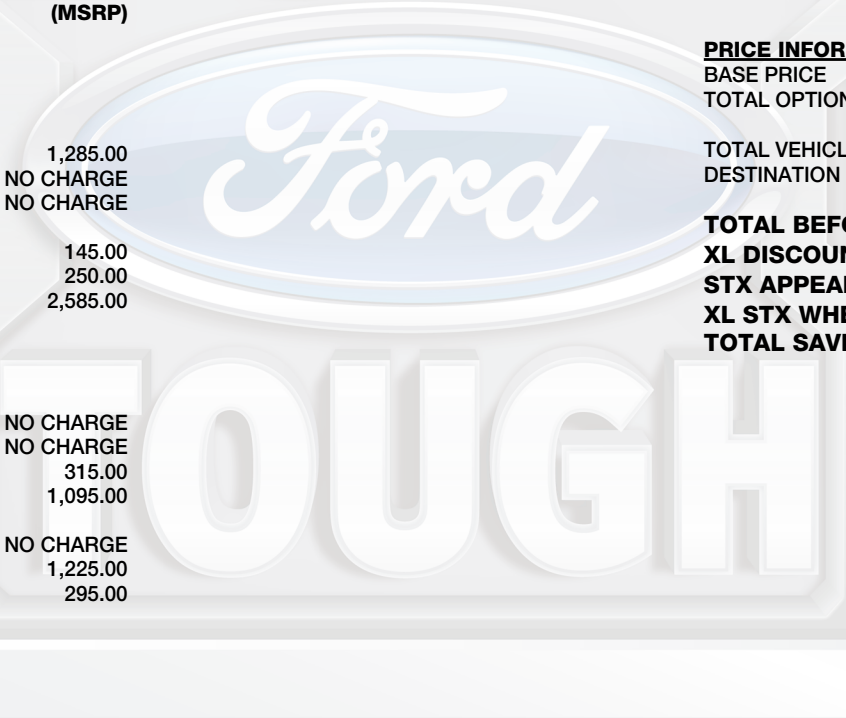 (MSRP)
1,285.00
NO CHARGE
NO CHARGE
145.00
250.00
2,585.00
NO CHARGE
NO CHARGE
315.00
1,095.00
NO CHARGE
1,225.00
295.00
Ford
TOUGH
PRICE INFOR
BASE PRICE
TOTAL OPTION
TOTAL VEHICL
DESTINATION
TOTAL BEFO
XL DISCOUN
STX APPEAR
XL STX WHE
TOTAL SAVI